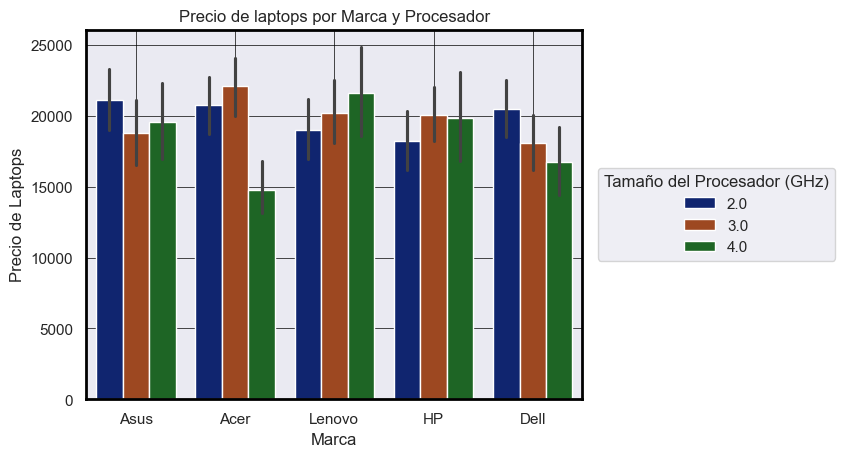 Precio de laptops por Marca y Procesador
Precio de Laptops
25000
20000
15000
10000
5000
0
Asus
Acer
Lenovo
HP
Dell
Marca
Tamaño del Procesador (GHz)
2.0
3.0
4.0